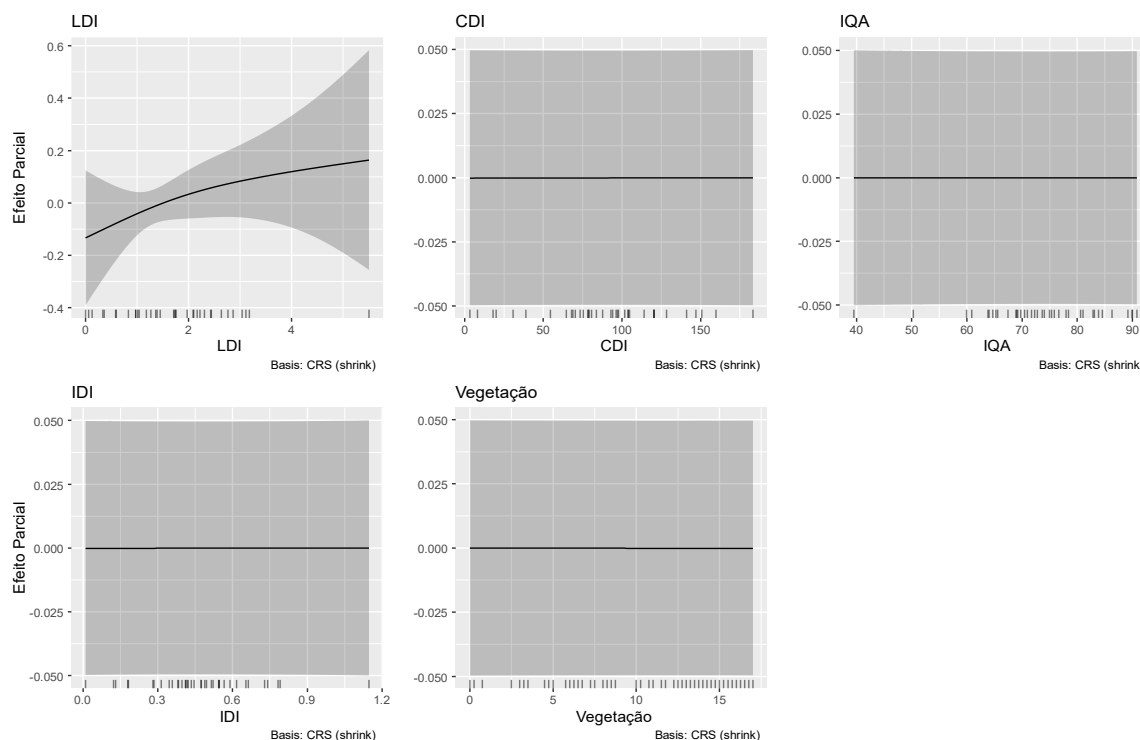 LDI
0.6
0.4
0.2
0.0
-0.2
-0.4
Efeito Parcial
0 2 4
LDI
Basis: CRS (shrink)
CDI
0.050
0.025
0.000
-0.025
-0.050
0 50 100 150
CDI
Basis: CRS (shrink)
IQA
0.050
0.025
0.000
-0.025
-0.050
40 50 60 70 80 90
IQA
Basis: CRS (shrink
IDI
0.050
0.025
0.000
-0.025
-0.050
Efeito Parcial
0.0 0.3 0.6 0.9 1.2
IDI
Basis: CRS (shrink)
Vegetação
0.050
0.025
0.000
-0.025
-0.050
0 5 10 15
Vegetação
Basis: CRS (shrink)